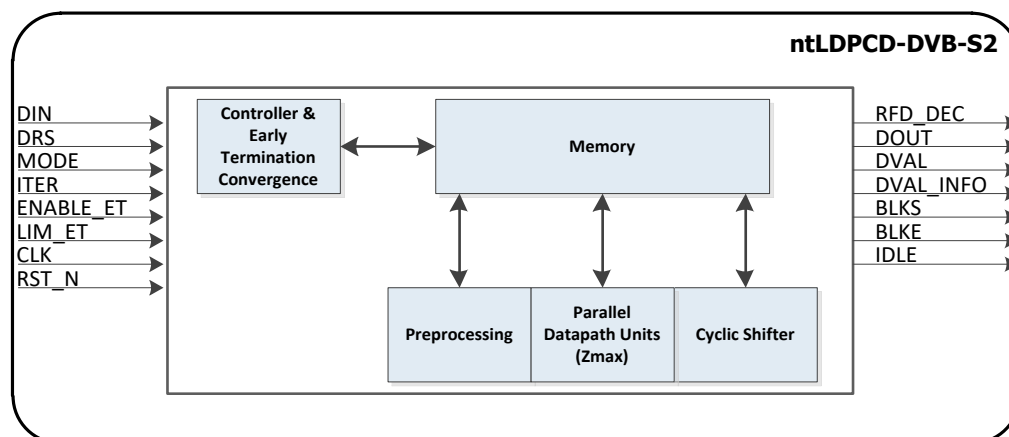 ntLDPCD-DVB-S2
DIN
DRS
MODE
ITER
ENABLE_ET
LIM_ET
CLK
RST_N
Controller &
Early
Termination
Convergence
Memory
Preprocessing
Parallel
Datapath Units
(Zmax)
Cyclic Shifter
RFD_DEC
DOUT
DVAL
DVAL_INFO
BLKS
BLKE
IDLE